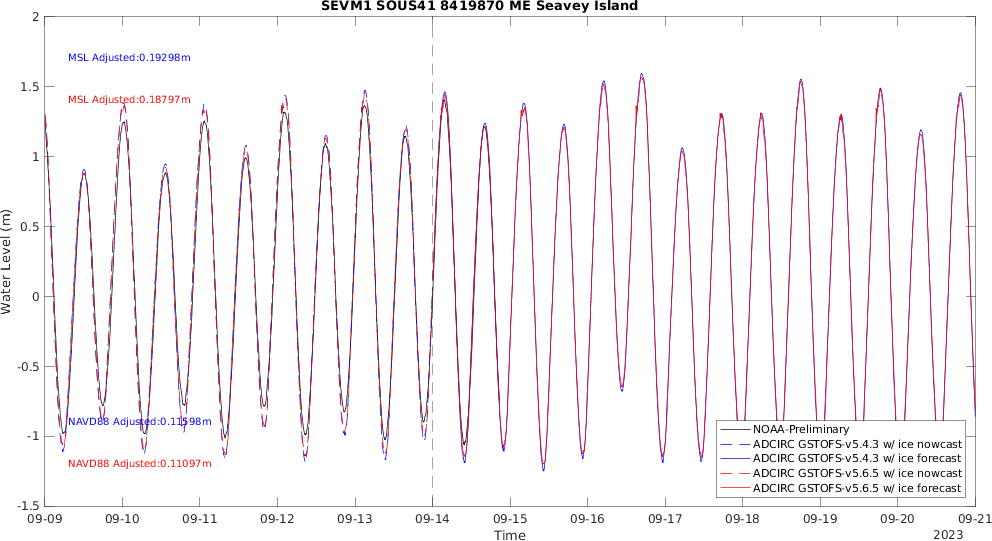 SEVM1 SOUS41 8419870 ME Seavey Island
2
1.5
1
0.5
0
-0.5
-1
-1.5
Water Level (m)
MSL Adjusted:0.19298m
MSL Adjusted:0.18797m
NAVD88 Adjusted:0.11598m
NAVD88 Adjusted:0.11097m
NOAA-Preliminary
ADCIRC GSTOFS-v5.4.3 w/ ice nowcast
ADCIRC GSTOFS-v5.4.3 w/ ice forecast
ADCIRC GSTOFS-v5.6.5 w/ ice nowcast
ADCIRC GSTOFS-v5.6.5 w/ ice forecast
09-09 09-10 09-11 09-12 09-13 09-14 09-15 09-16 09-17 09-18 09-19 09-20 09-21
Time
2023